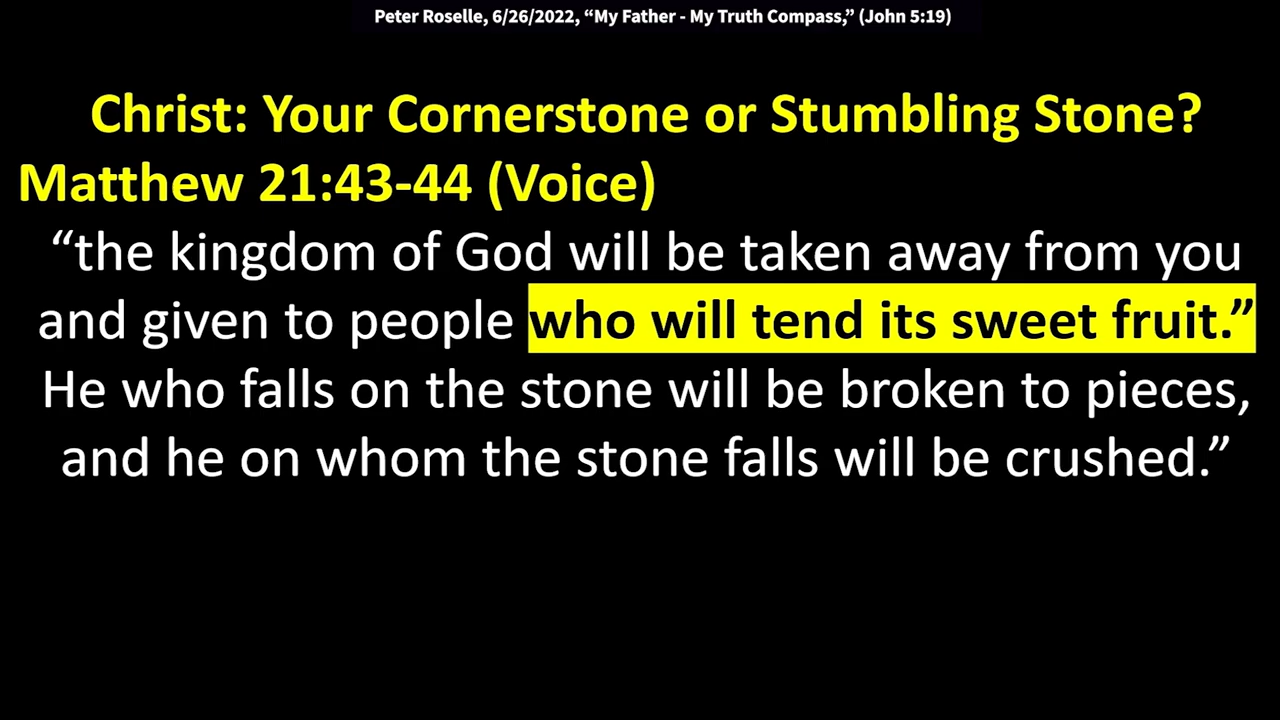 Peter Roselle, 6/26/2022, “My Father - My Truth Compass,” (John 5:19)
Christ: Your Cornerstone or Stumbling Stone?
Matthew 21:43-44 (Voice)
“the kingdom of God will be taken away from you
and given to people who will tend its sweet fruit.”
He who falls on the stone will be broken to pieces,
and he on whom the stone falls will be crushed.”